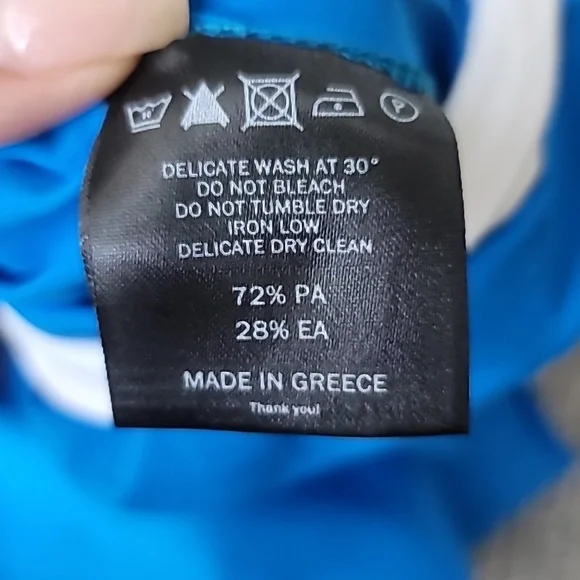 30
P
DELICATE WASH AT 30°
DO NOT BLEACH
DO NOT TUMBLE DRY
IRON LOW
DELICATE DRY CLEAN
72% PA
28% EA
MADE IN GREECE
Thank you!